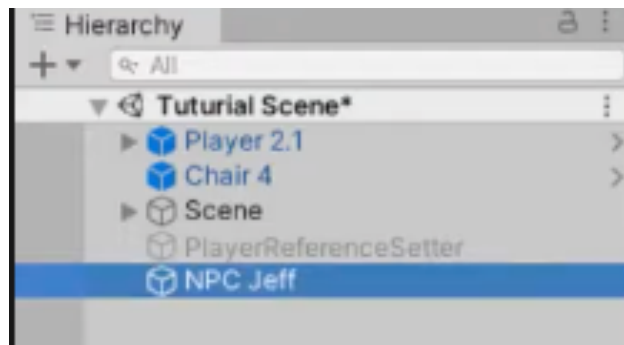 Hierarchy
All
Tuturial Scene*
Player 2.1
Chair 4
Scene
PlayerReferenceSetter
NPC Jeff